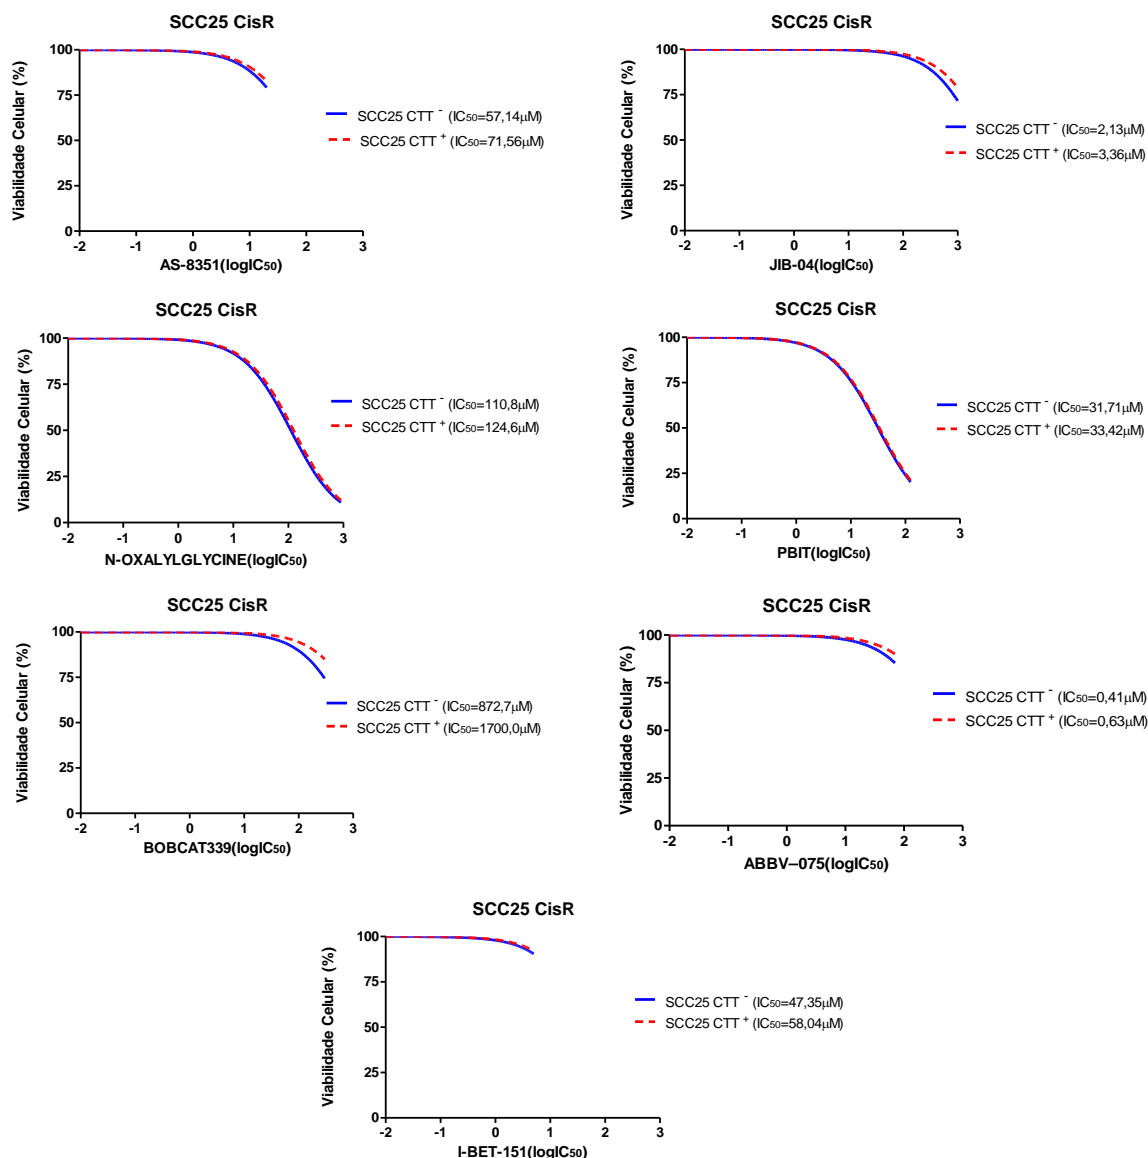 SCC25 CisR
Viabilidade Celular (%)
100
75
50
25
0
-2 -1 0 1 2 3
AS-8351(logIC50)
SCC25 CTT - (IC50=57,14µM)
SCC25 CTT + (IC50=71,56µM)
SCC25 CisR
Viabilidade Celular (%)
100
75
50
25
0
-2 -1 0 1 2 3
JIB-04(logIC50)
SCC25 CTT - (IC50=2,13µM)
SCC25 CTT + (IC50=3,36µM)
SCC25 CisR
Viabilidade Celular (%)
100
75
50
25
0
-2 -1 0 1 2 3
N-OXALYLGLYCINE(logIC50)
SCC25 CTT - (IC50=110,8µM)
SCC25 CTT + (IC50=124,6µM)
SCC25 CisR
Viabilidade Celular (%)
100
75
50
25
0
-2 -1 0 1 2 3
PBIT(logIC50)
SCC25 CTT - (IC50=31,71µM)
SCC25 CTT + (IC50=33,42µM)
SCC25 CisR
Viabilidade Celular (%)
100
75
50
25
0
-2 -1 0 1 2 3
BOBCAT339(logIC50)
SCC25 CTT - (IC50=872,7µM)
SCC25 CTT + (IC50=1700,0µM)
SCC25 CisR
Viabilidade Celular (%)
100
75
50
25
0
-2 -1 0 1 2 3
ABBV–075(logIC50)
SCC25 CTT - (IC50=0,41µM)
SCC25 CTT + (IC50=0,63µM)
SCC25 CisR
Viabilidade Celular (%)
100
75
50
25
0
-2 -1 0 1 2 3
I-BET-151(logIC50)
SCC25 CTT - (IC50=47,35µM)
SCC25 CTT + (IC50=58,04µM)